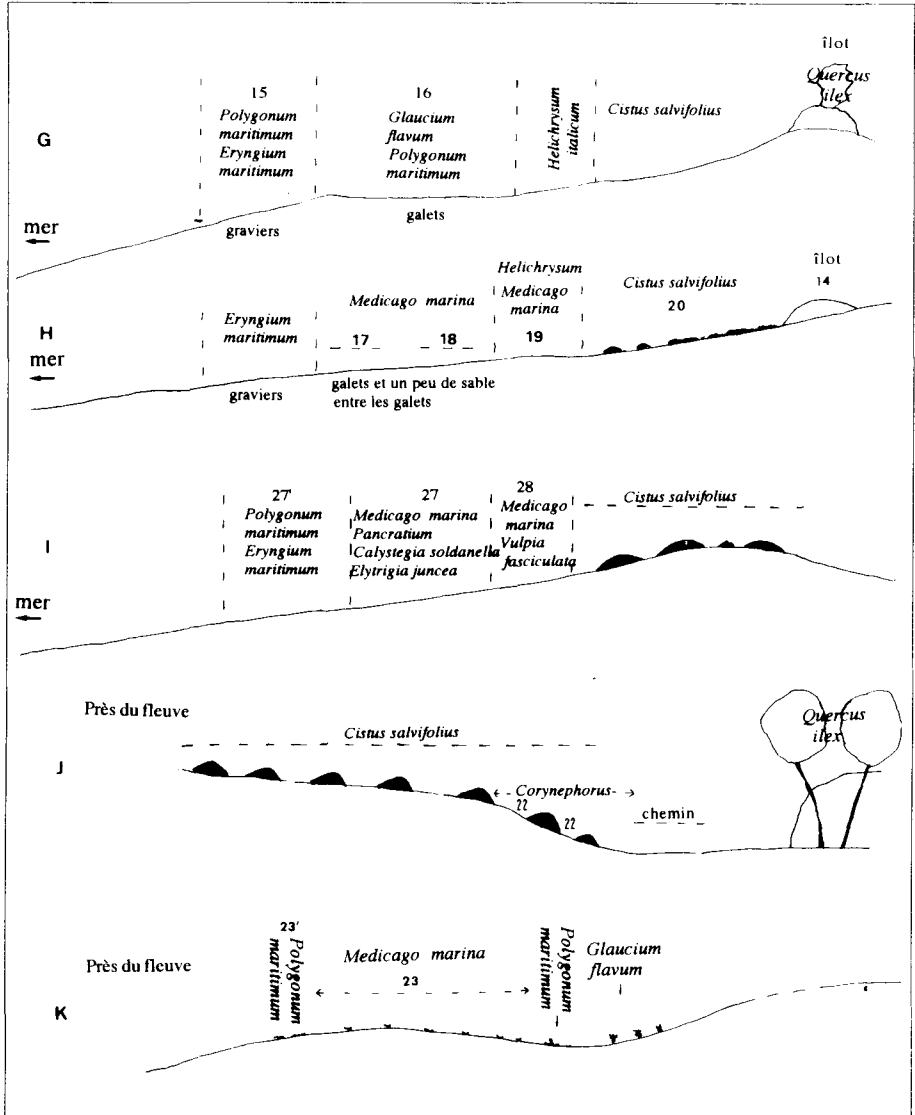 îlot
Quercus
ilex
15
Polygonum
maritimum
Eryngium
maritimum
16
Glaucium
flavum
Polygonum
maritimum
Helichrysum
italicum
Cistus salvifolius
G
mer
graviers
galets
îlot
14
Helichrysum
Medicago
marina
19
Cistus salvifolius
20
Medicago marina
17 18
Eryngium
maritimum
H
mer
graviers
galets et un peu de sable
entre les galets
27'
Polygonum
maritimum
Eryngium
maritimum
27
Medicago marina
Pancratium
Calystegia soldanella
Elytrigia juncea
28
Medicago
marina
Vulpia
fasciculata
Cistus salvifolius
I
mer
Près du fleuve
Cistus salvifolius
Quercus
ilex
J
Corynephorus
22
22
chemin
23'
Polygonum
maritimum
Près du fleuve
Medicago marina
23
Polygonum
maritimum
Glaucium
flavum
K